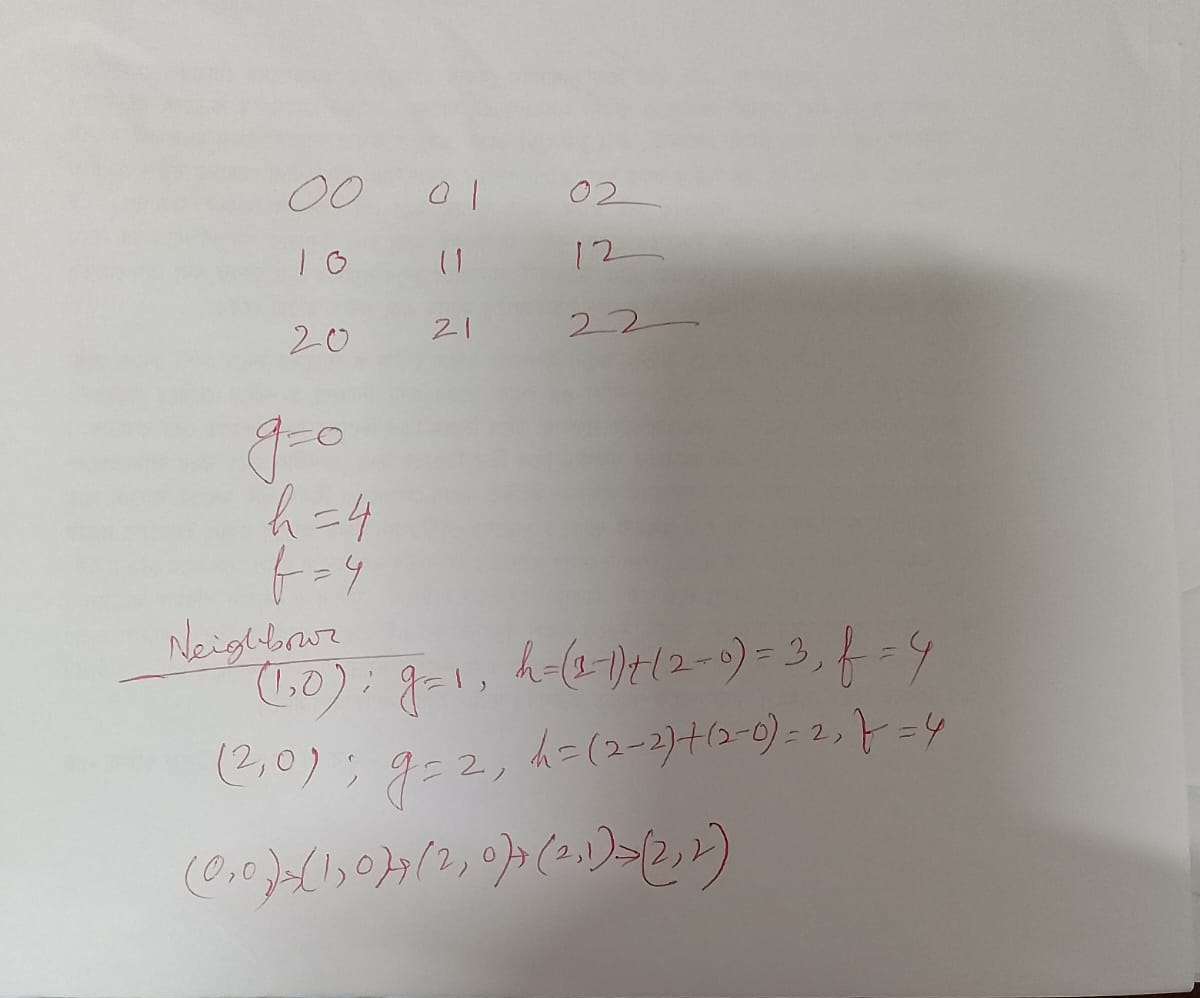 00 01 02
10 11 12
20 21 22
g=0
h=4
f=4
Neighbour
(1,0); g=1, h=(2-1)+(2-0)=3, f=4
(2,0); g=2, h=(2-2)+(2-0)=2, f=4
(0,0)→(1,0)→(2,0)→(2,1)→(2,2)